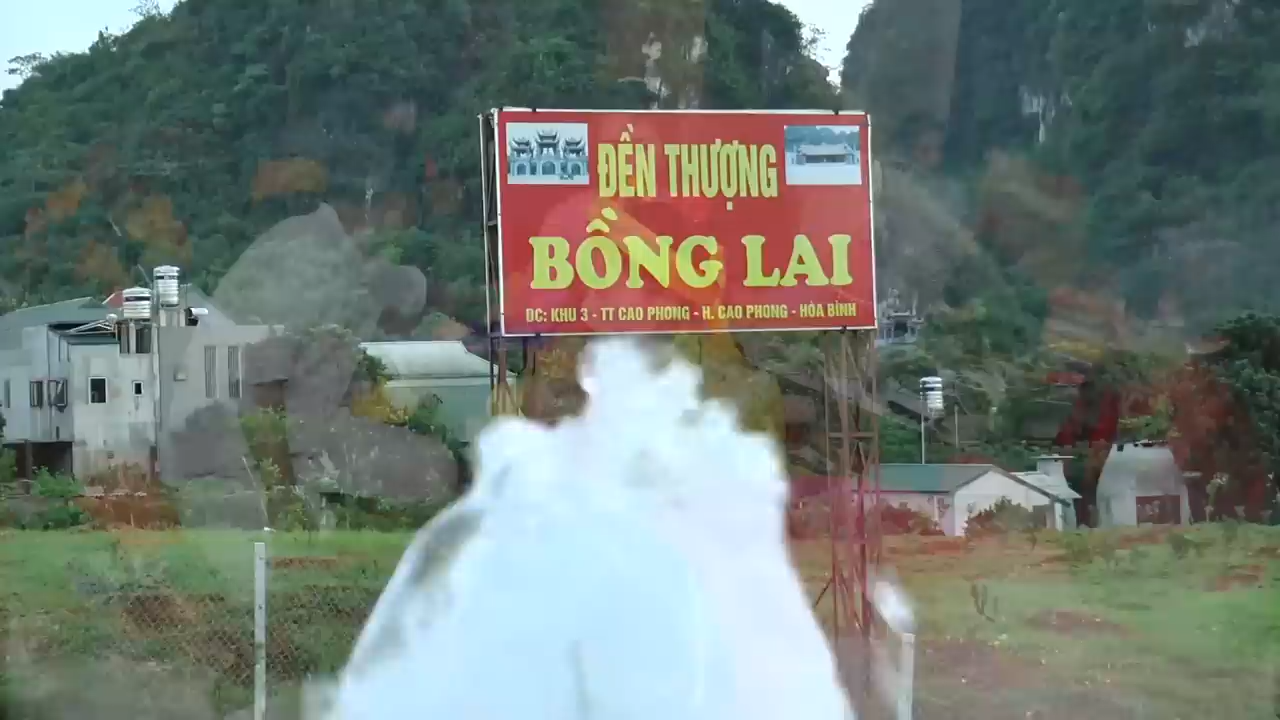 ĐỀN THƯỢNG
BỒNG LAI
ĐC: KHU 3 - TT CAO PHONG - H. CAO PHONG - HÒA BÌNH